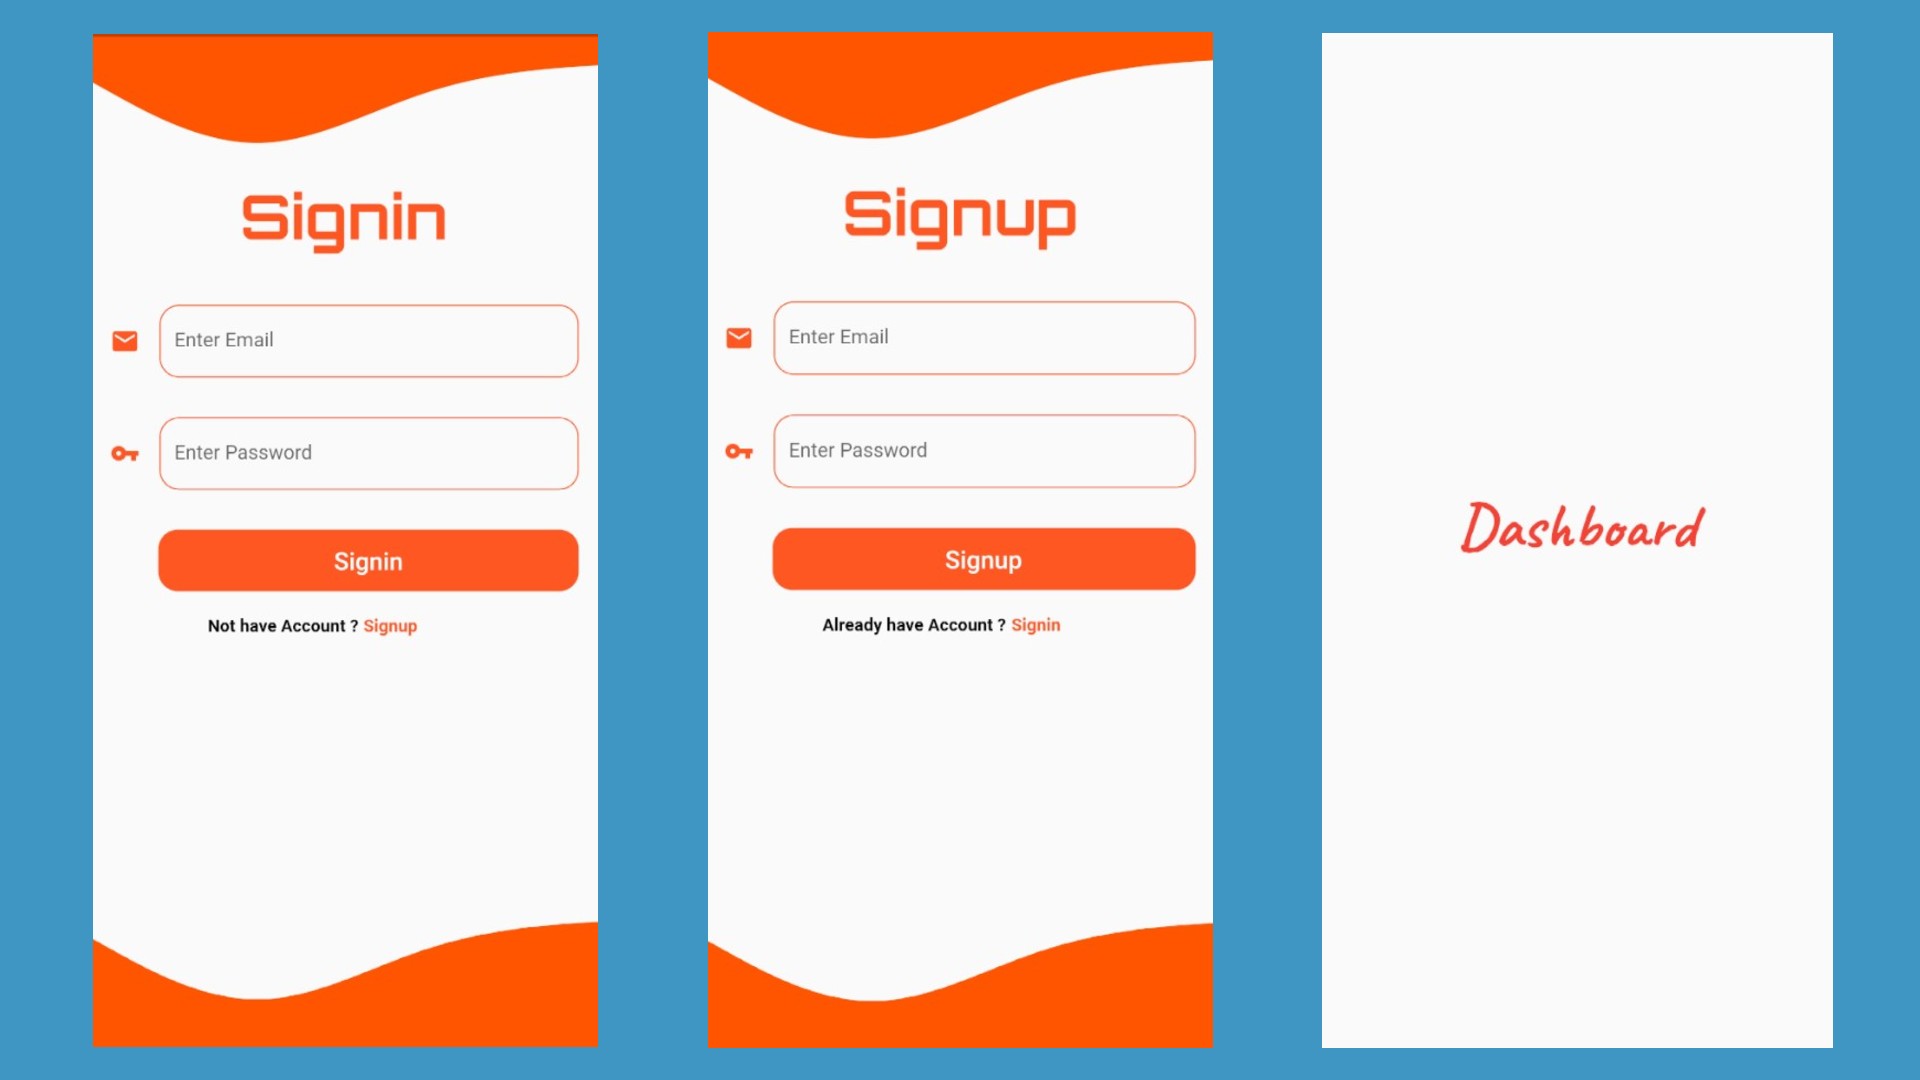 Signin
Enter Email
Enter Password
Signin
Not have Account ? Signup
Signup
Enter Email
Enter Password
Signup
Already have Account ? Signin
Dashboard